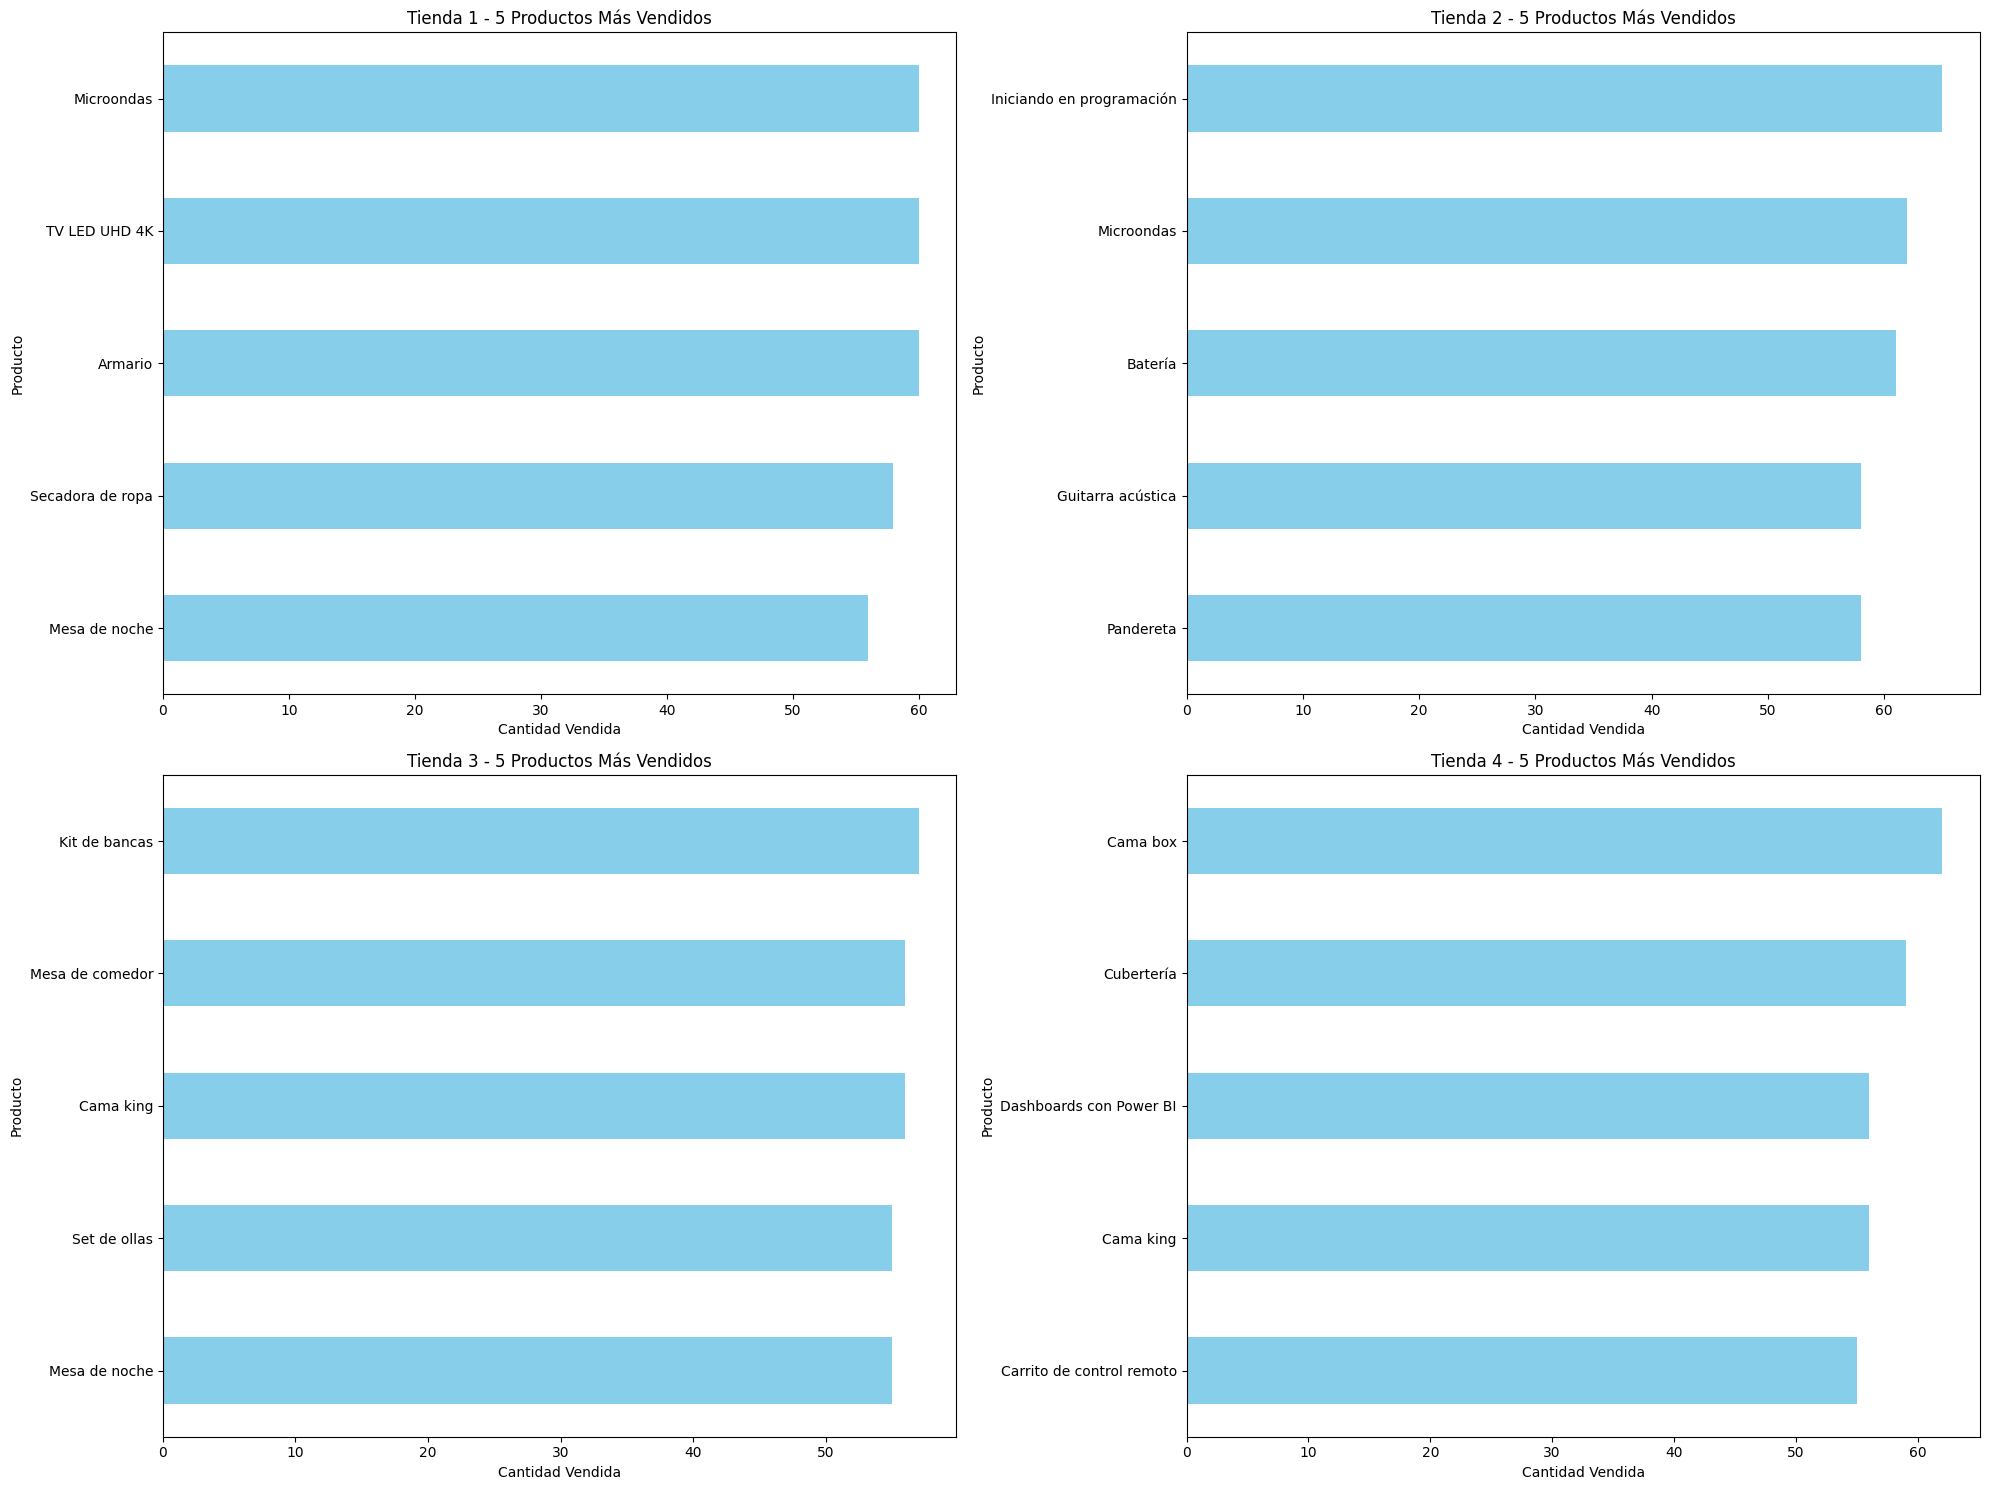 Tienda 1 - 5 Productos Más Vendidos
Producto
Microondas
TV LED UHD 4K
Armario
Secadora de ropa
Mesa de noche
0 10 20 30 40 50 60
Cantidad Vendida
Tienda 2 - 5 Productos Más Vendidos
Producto
Iniciando en programación
Microondas
Batería
Guitarra acústica
Pandereta
0 10 20 30 40 50 60
Cantidad Vendida
Tienda 3 - 5 Productos Más Vendidos
Producto
Kit de bancas
Mesa de comedor
Cama king
Set de ollas
Mesa de noche
0 10 20 30 40 50
Cantidad Vendida
Tienda 4 - 5 Productos Más Vendidos
Producto
Cama box
Cubertería
Dashboards con Power BI
Cama king
Carrito de control remoto
0 10 20 30 40 50 60
Cantidad Vendida